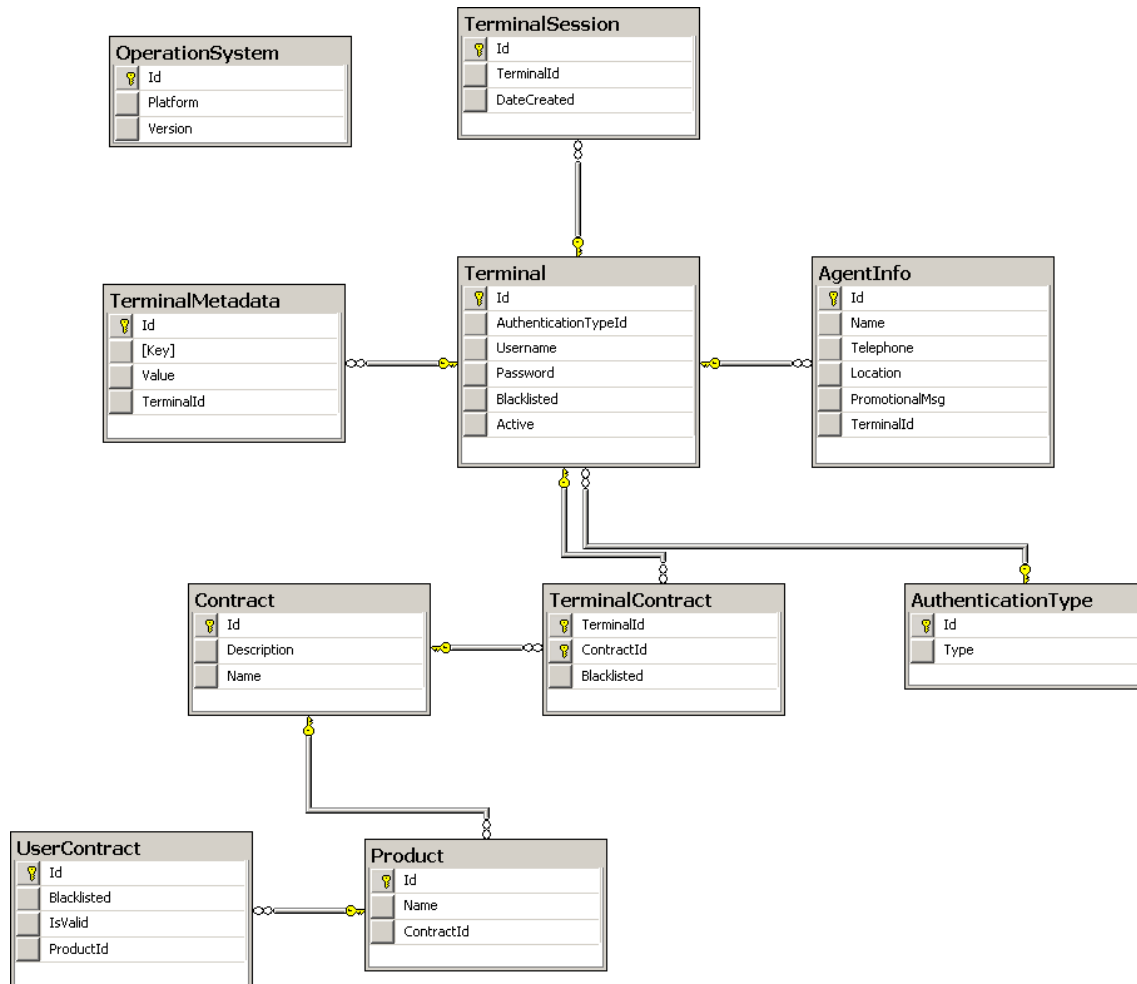 OperationSystem
Id
Platform
Version
TerminalSession
Id
TerminalId
DateCreated
TerminalMetadata
Id
[Key]
Value
TerminalId
Terminal
Id
AuthenticationTypeId
Username
Password
Blacklisted
Active
AgentInfo
Id
Name
Telephone
Location
PromotionalMsg
TerminalId
Contract
Id
Description
Name
TerminalContract
TerminalId
ContractId
Blacklisted
AuthenticationType
Id
Type
UserContract
Id
Blacklisted
IsValid
ProductId
Product
Id
Name
ContractId